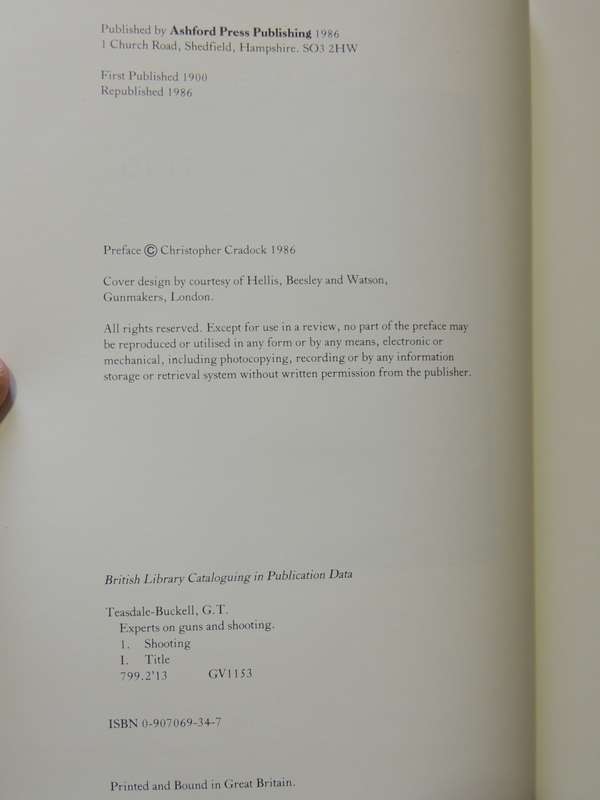 Published by Ashford Press Publishing 1986
1 Church Road, Shedfield, Hampshire. SO3 2HW
First Published 1900
Republished 1986
Preface © Christopher Cradock 1986
Cover design by courtesy of Hellis, Beesley and Watson,
Gunmakers, London.
All rights reserved. Except for use in a review, no part of the preface may
be reproduced or utilised in any form or by any means, electronic or
mechanical, including photocopying, recording or by any information
storage or retrieval system without written permission from the publisher.
British Library Cataloguing in Publication Data
Teasdale-Buckell, G.T.
Experts on guns and shooting.
1. Shooting
I. Title
799.2'13 GV1153
ISBN 0-907069-34-7
Printed and Bound in Great Britain.